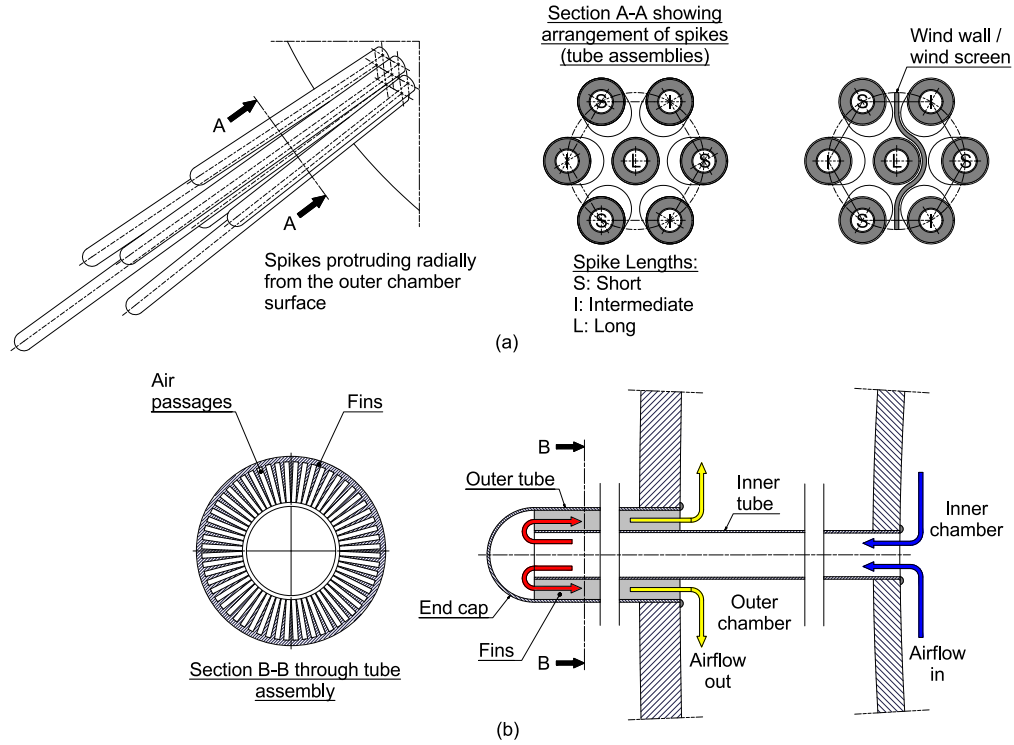 Section A-A showing
arrangement of spikes
(tube assemblies)
Wind wall /
wind screen
A
A
S
I
I
L
S
S
I
S
I
I
L
S
S
I
Spikes protruding radially
from the outer chamber
surface
Spike Lengths:
S: Short
I: Intermediate
L: Long
(a)
Air
passages
Fins
B
Outer tube
Inner
tube
Inner
chamber
End cap
Outer
chamber
Fins
Airflow
out
Airflow
in
B
Section B-B through tube
assembly
(b)